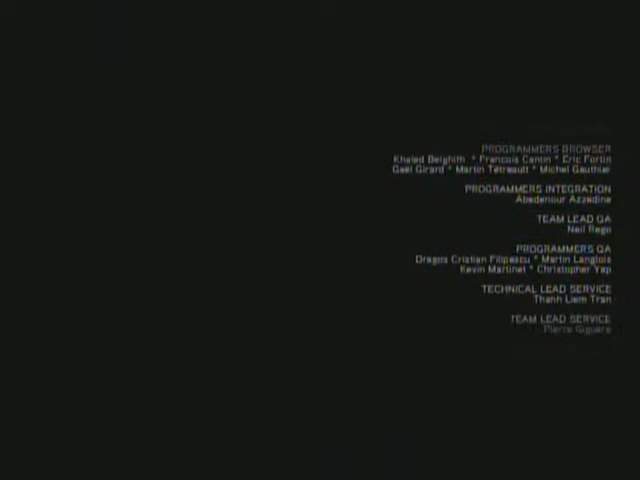 PROGRAMMERS BROWSER
Khaled Belghith * Francois Cantin * Eric Fortin
Gael Girard * Martin Tetreault * Michel Gauthier
PROGRAMMERS INTEGRATION
Abdednour Azzedine
TEAM LEAD QA
Neil Rego
PROGRAMMERS QA
Dragos Cristian Filipescu * Martin Langlois
Kevin Martinet * Christopher Yap
TECHNICAL LEAD SERVICE
Thanh Liem Tran
TEAM LEAD SERVICE
Pierre Giguere